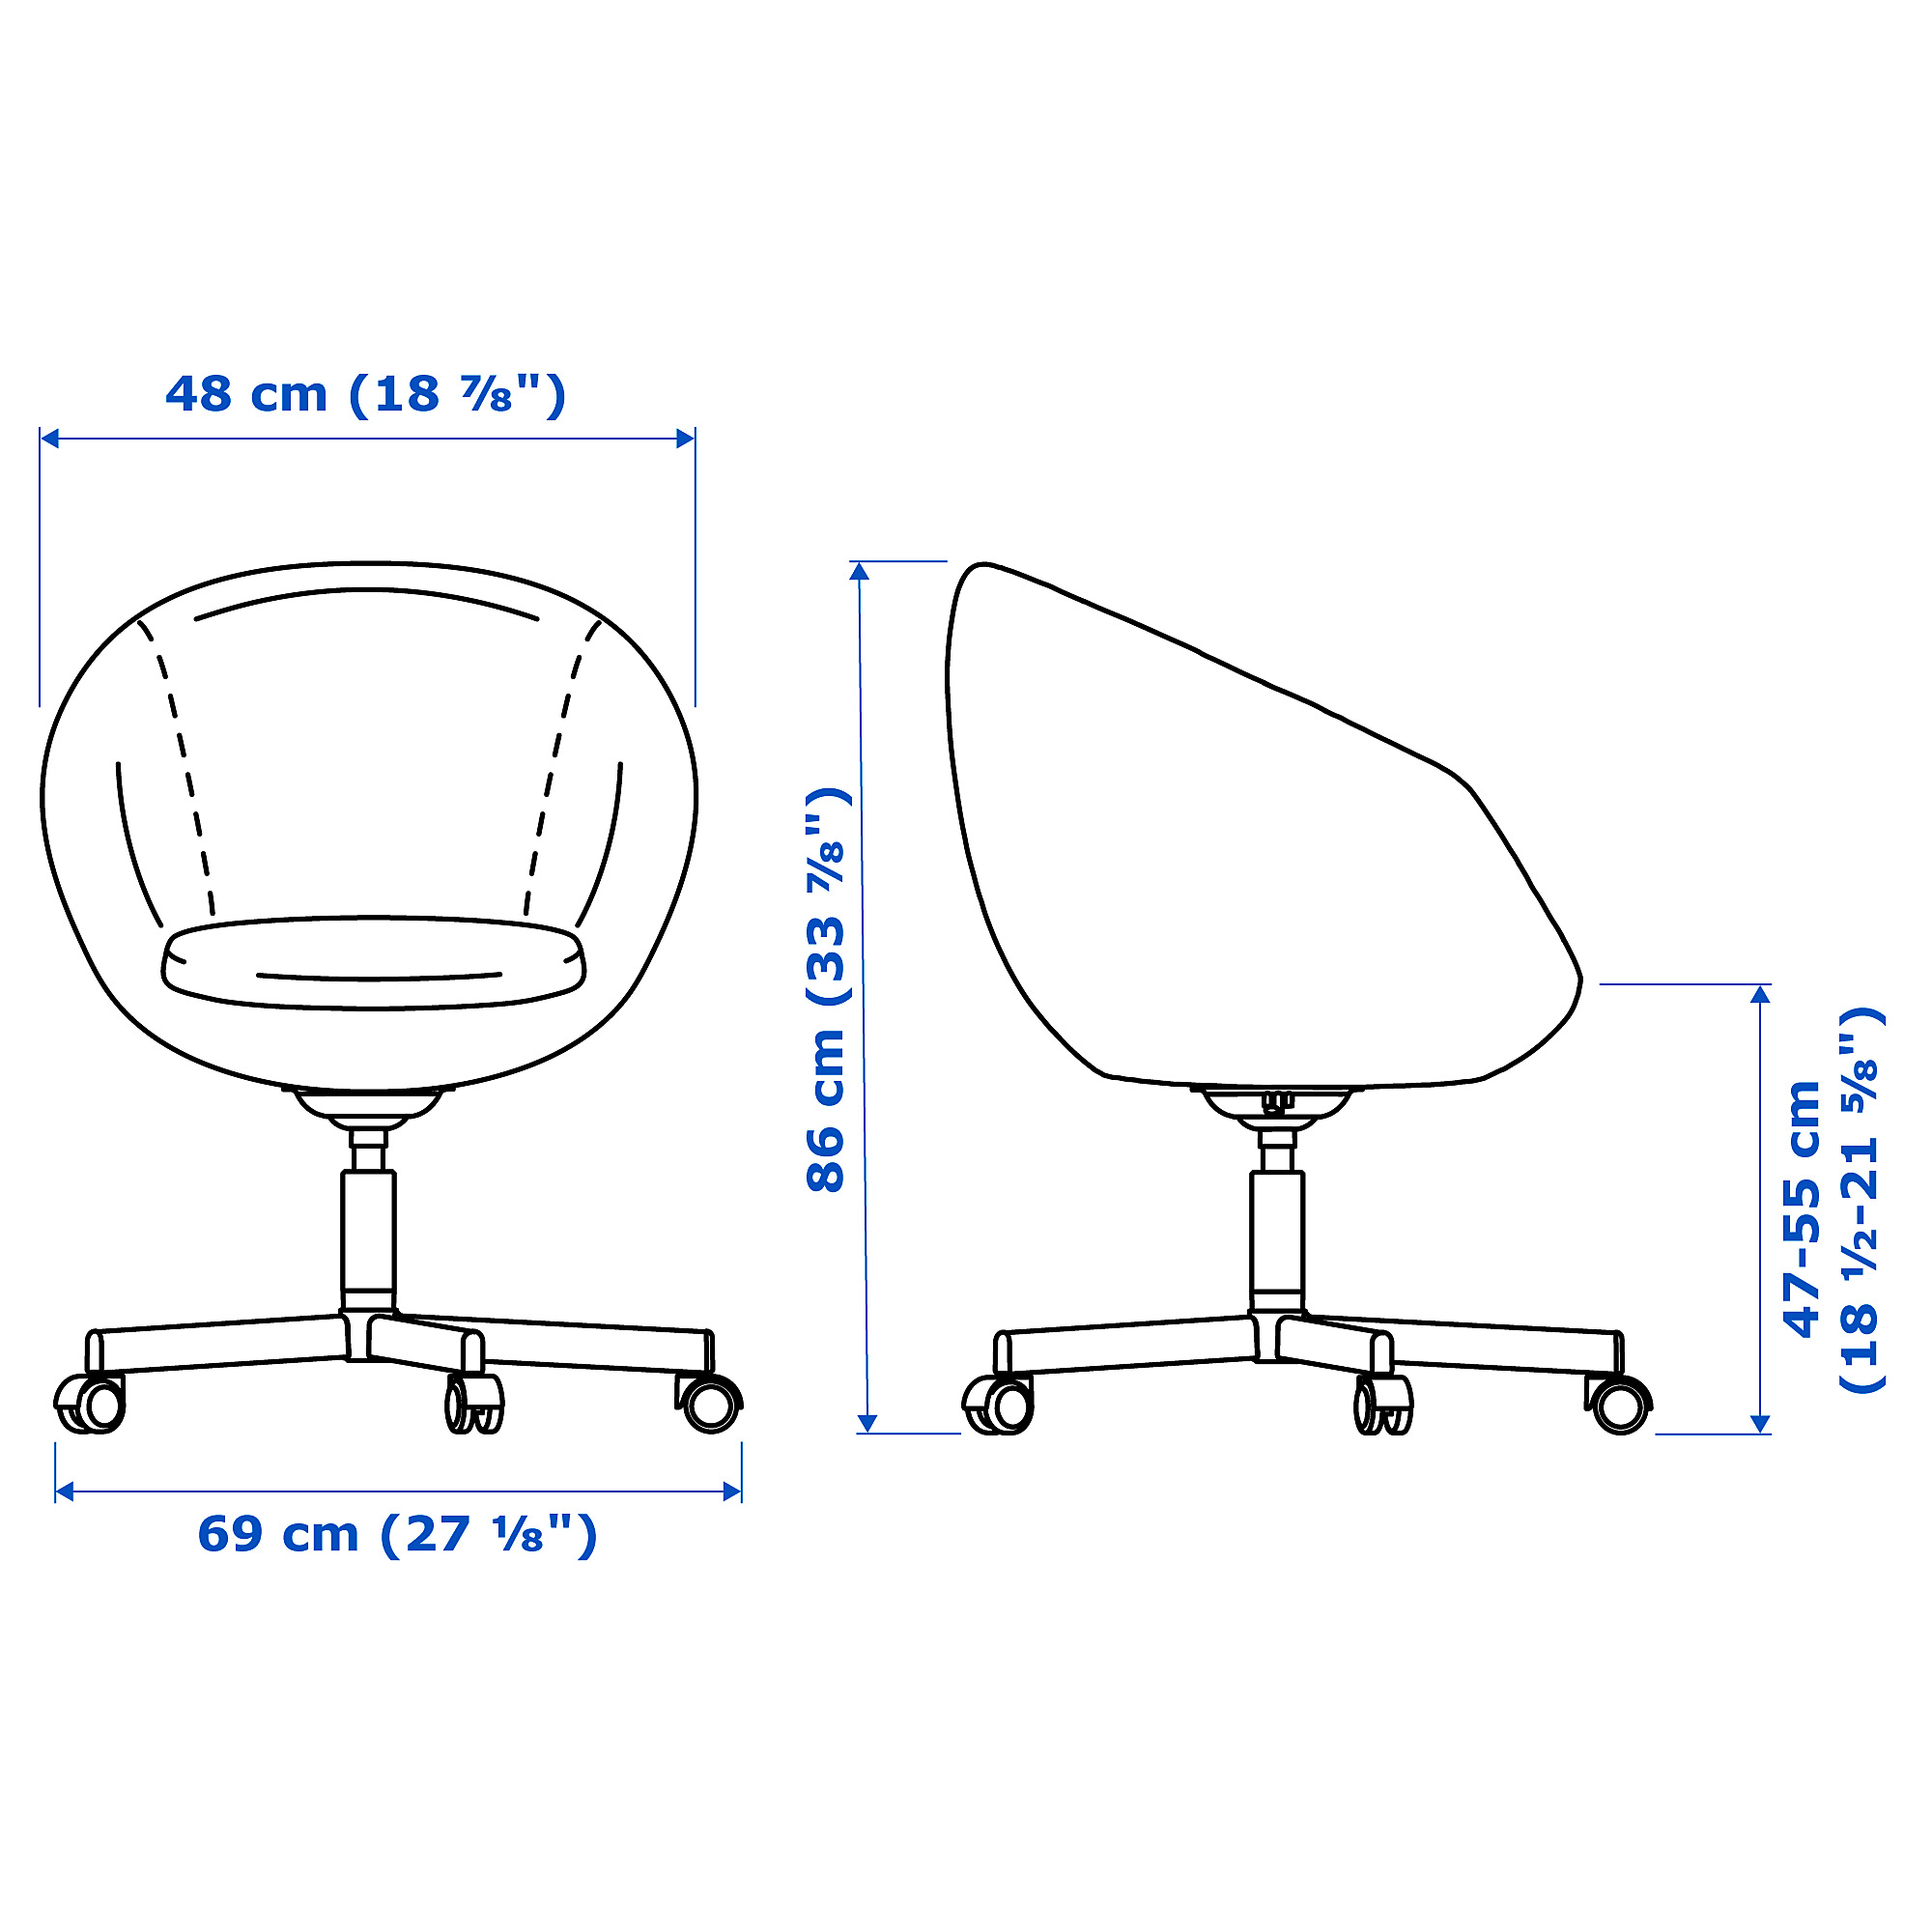 48 cm (18 ⅞")
86 cm (33 ⅞")
47-55 cm
(18 ½-21 ⅝")
69 cm (27 ⅛")